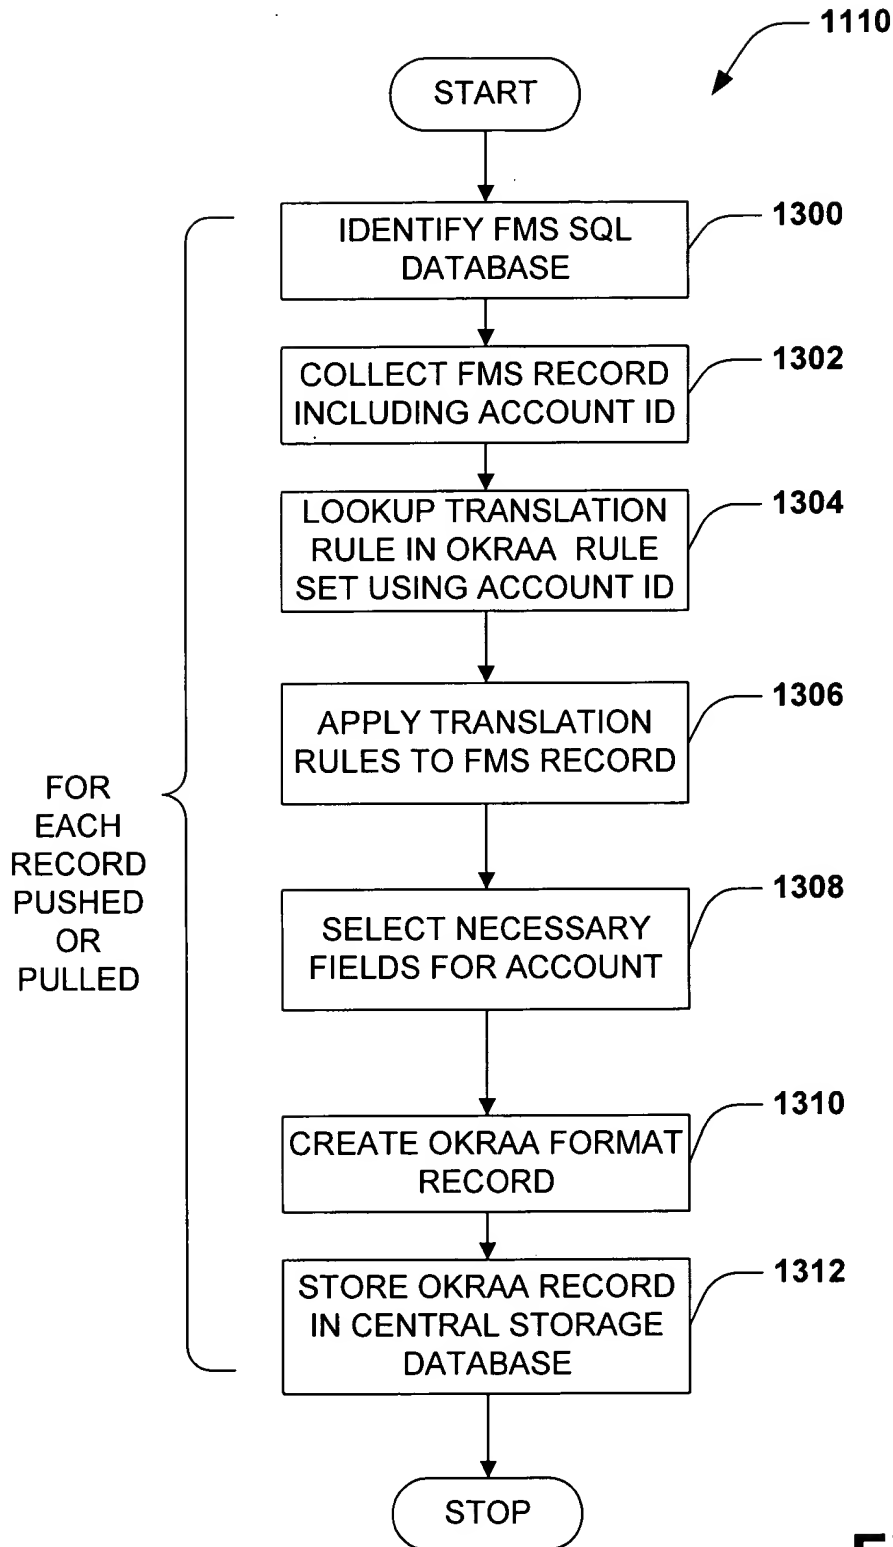 1110
START
IDENTIFY FMS SQL
DATABASE
1300
COLLECT FMS RECORD
INCLUDING ACCOUNT ID
1302
LOOKUP TRANSLATION
RULE IN OKRAA RULE
SET USING ACCOUNT ID
1304
APPLY TRANSLATION
RULES TO FMS RECORD
1306
FOR
EACH
RECORD
PUSHED
OR
PULLED
SELECT NECESSARY
FIELDS FOR ACCOUNT
1308
CREATE OKRAA FORMAT
RECORD
1310
STORE OKRAA RECORD
IN CENTRAL STORAGE
DATABASE
1312
STOP